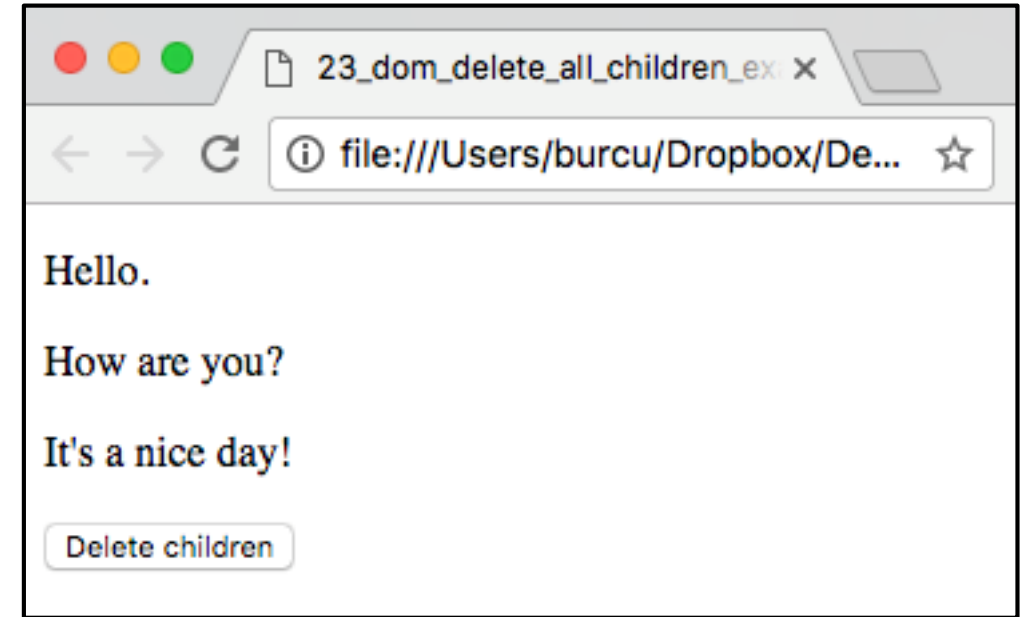 23_dom_delete_all_children_ex
file:///Users/burcu/Dropbox/De...
Hello.
How are you?
It's a nice day!
Delete children